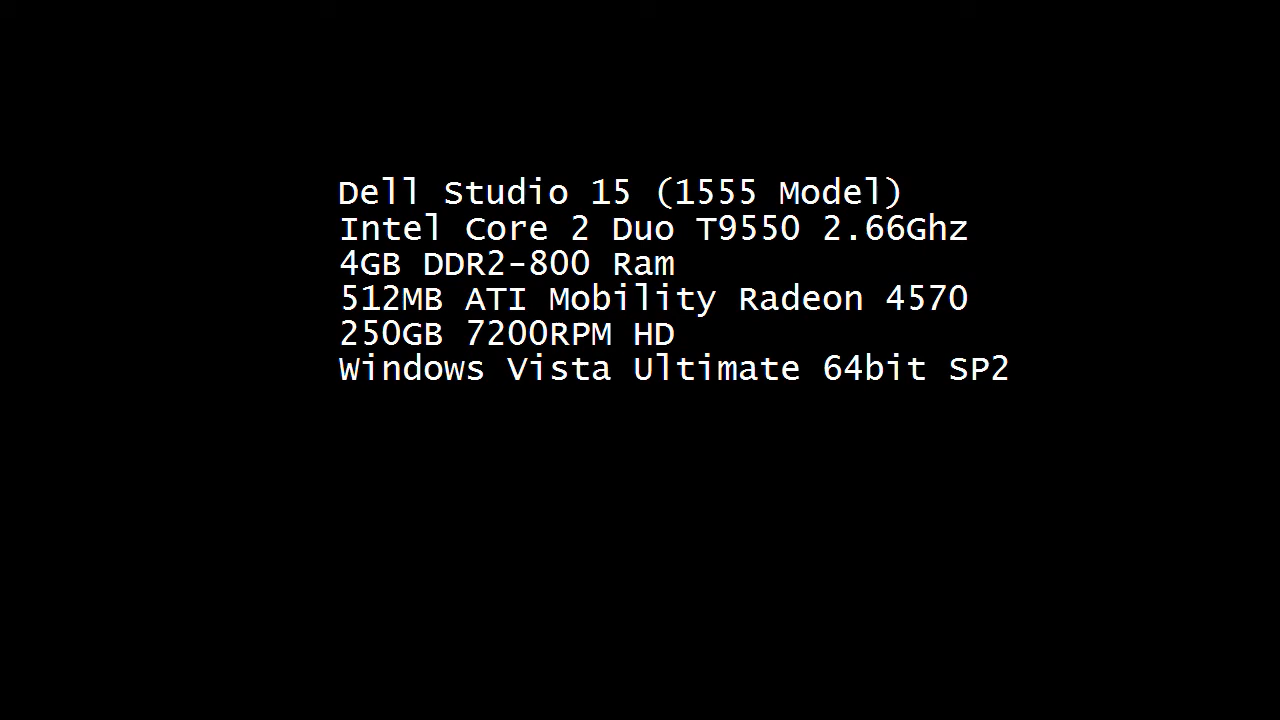 Dell Studio 15 (1555 Model)
Intel Core 2 Duo T9550 2.66Ghz
4GB DDR2-800 Ram
512MB ATI Mobility Radeon 4570
250GB 7200RPM HD
Windows Vista Ultimate 64bit SP2